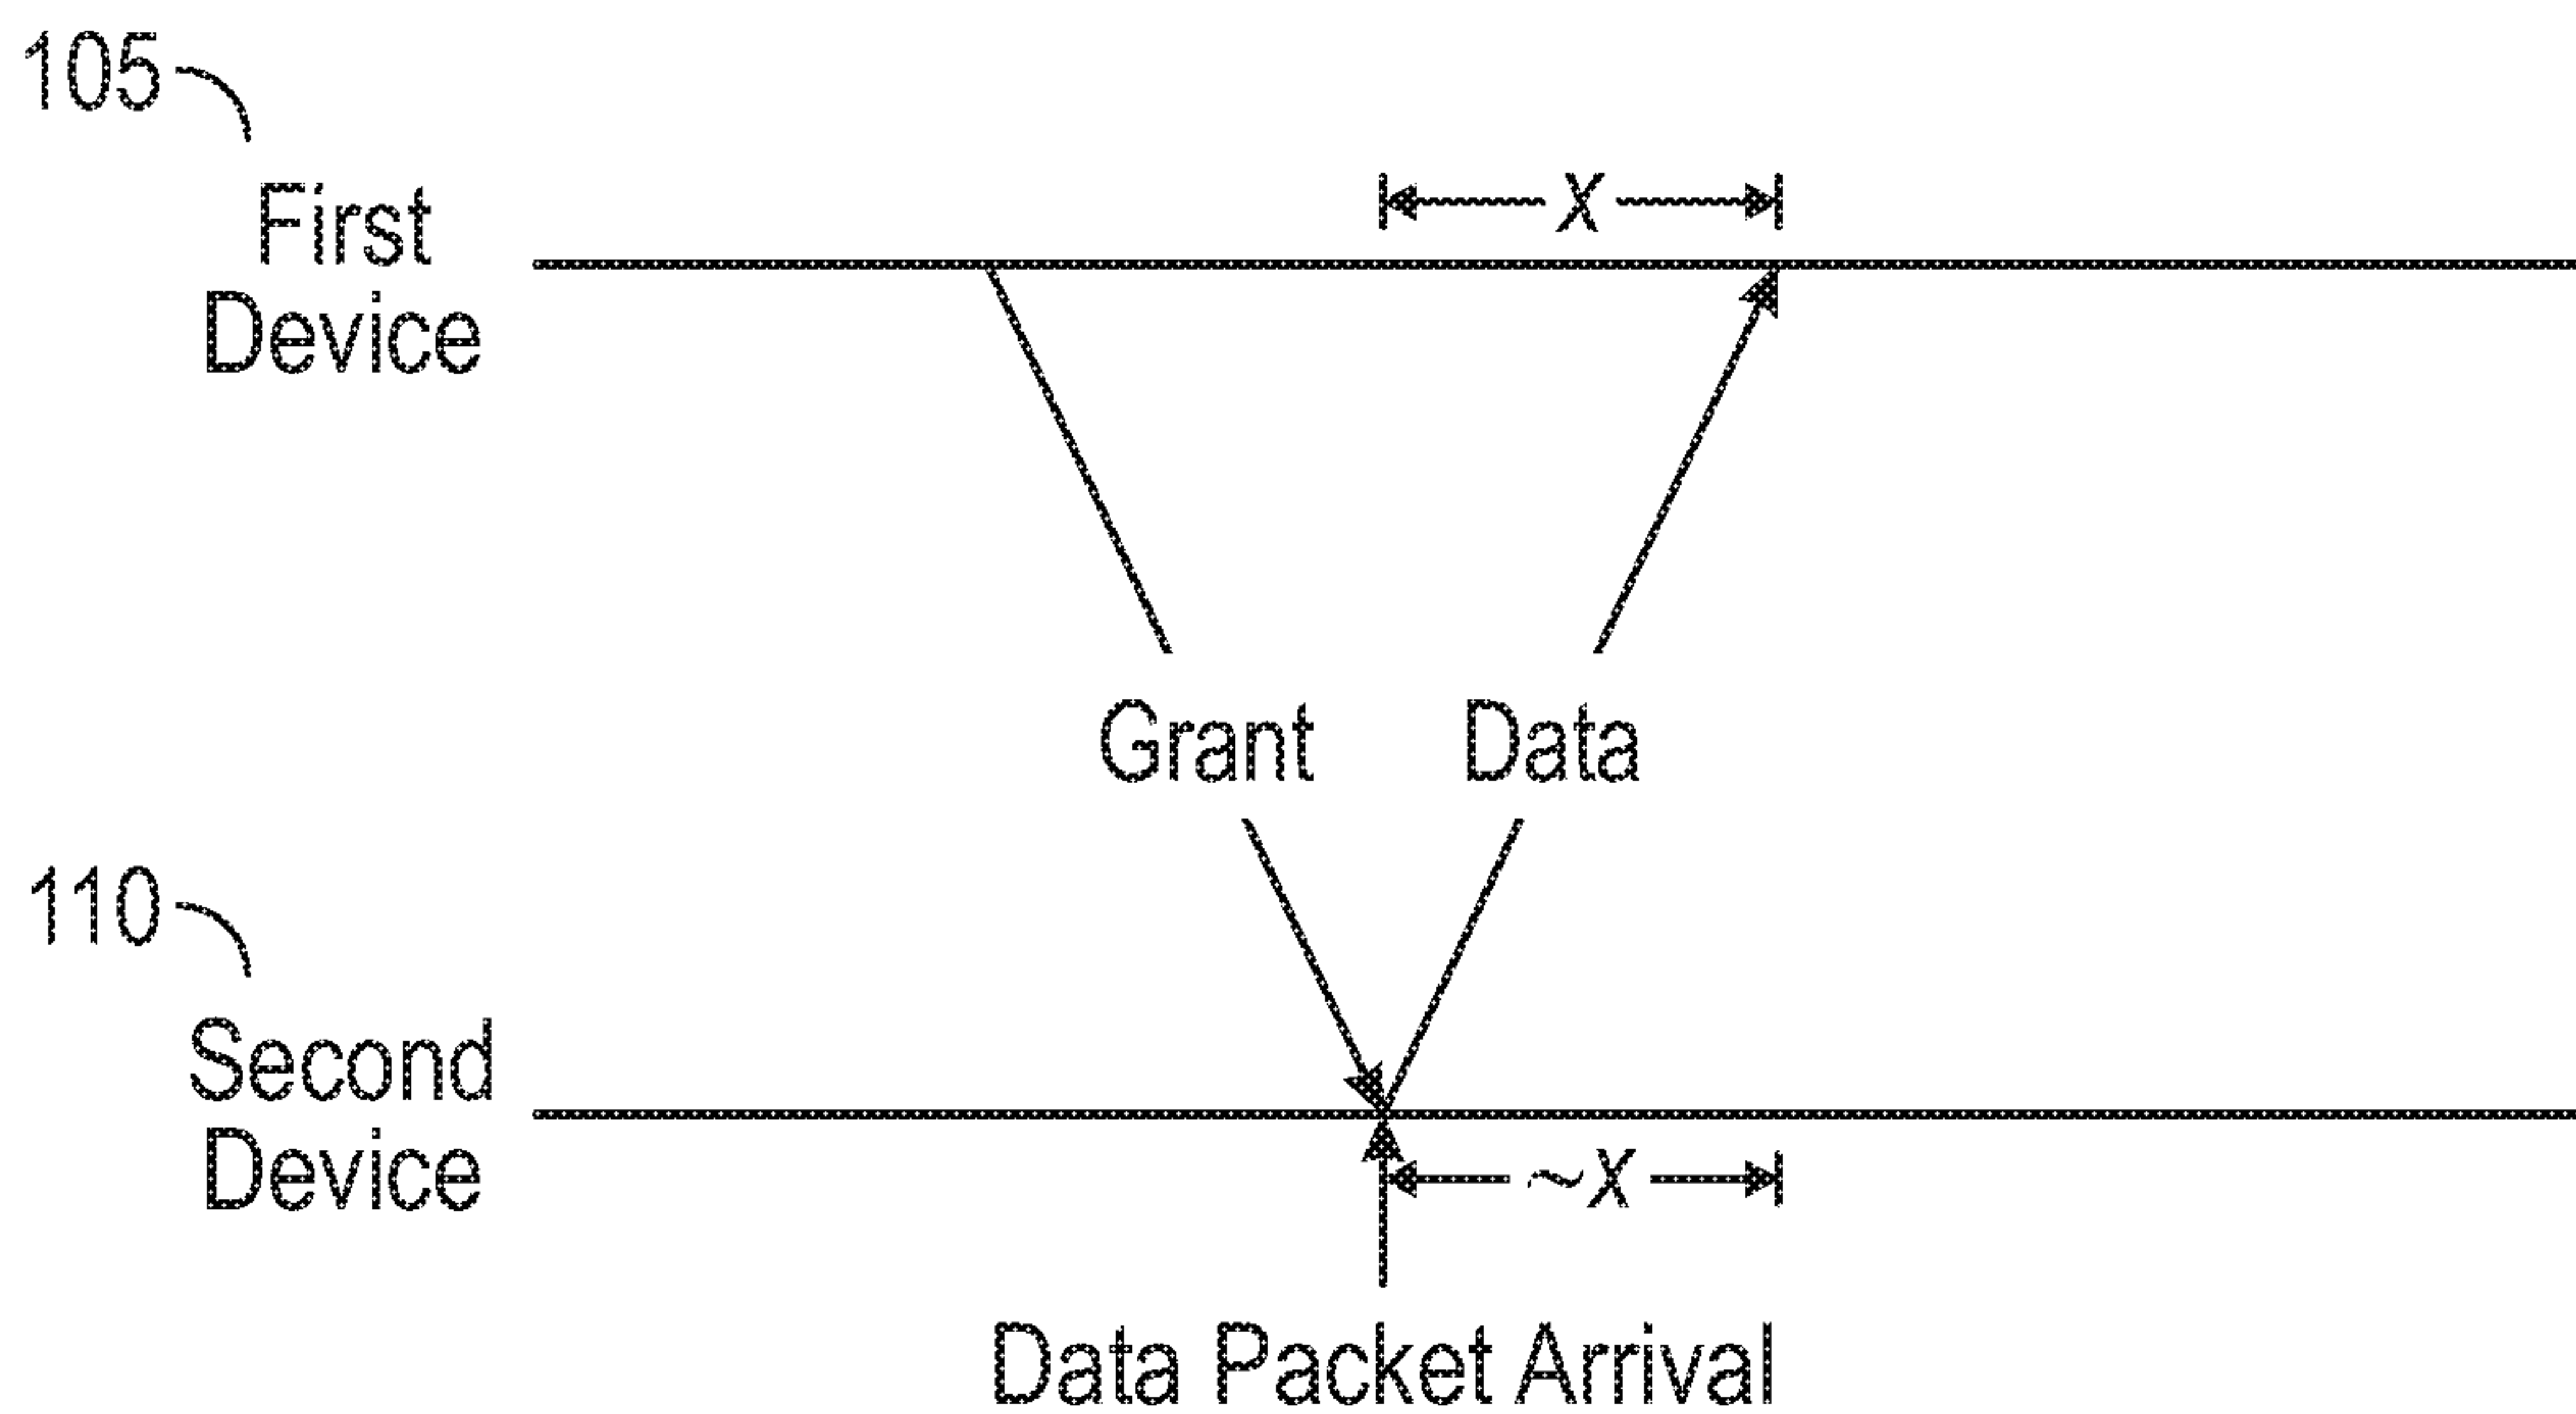 105
First
Device
X
Grant
Data
110
Second
Device
~X
Data Packet Arrival